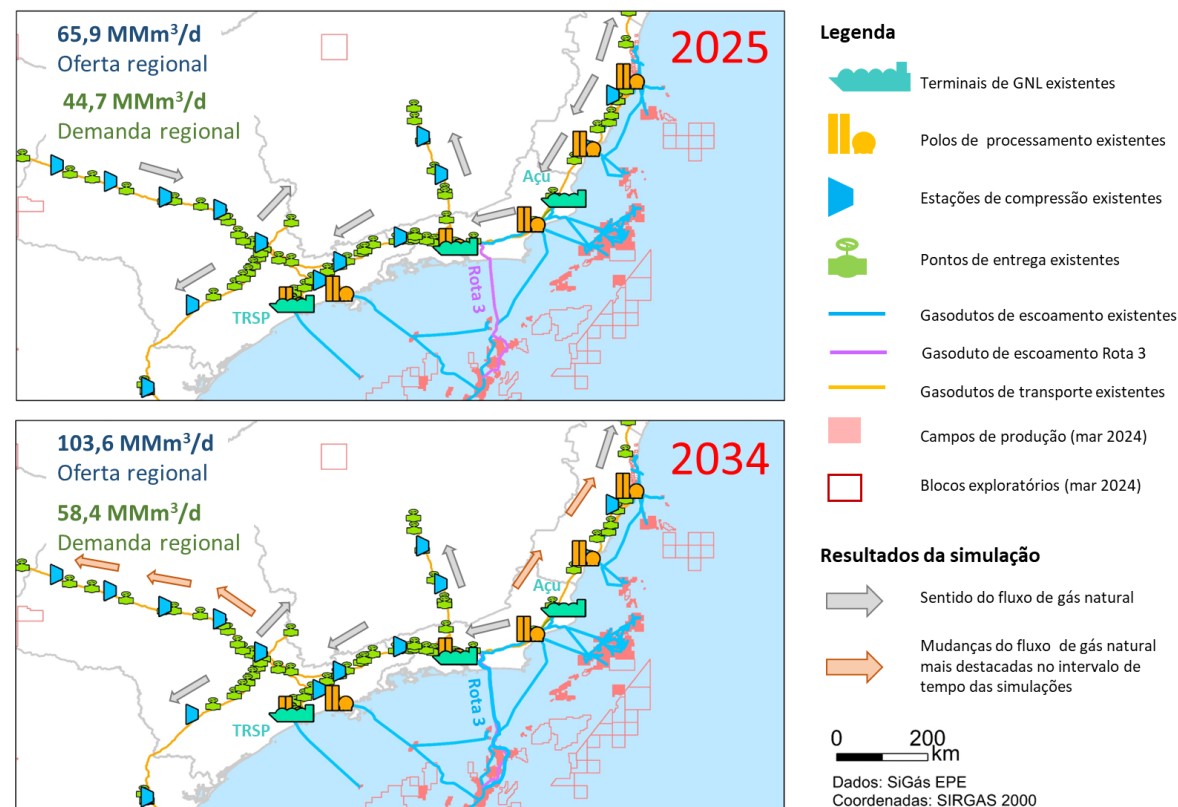 65,9 MMm³/d
Oferta regional
44,7 MMm³/d
Demanda regional
2025
Açu
Rota 3
TRSP
103,6 MMm³/d
Oferta regional
58,4 MMm³/d
Demanda regional
2034
Açu
Rota 3
TRSP
Legenda
Terminais de GNL existentes
Polos de processamento existentes
Estações de compressão existentes
Pontos de entrega existentes
Gasodutos de escoamento existentes
Gasoduto de escoamento Rota 3
Gasodutos de transporte existentes
Campos de produção (mar 2024)
Blocos exploratórios (mar 2024)
Resultados da simulação
Sentido do fluxo de gás natural
Mudanças do fluxo de gás natural
mais destacadas no intervalo de
tempo das simulações
0 200
km
Dados: SiGás EPE
Coordenadas: SIRGAS 2000